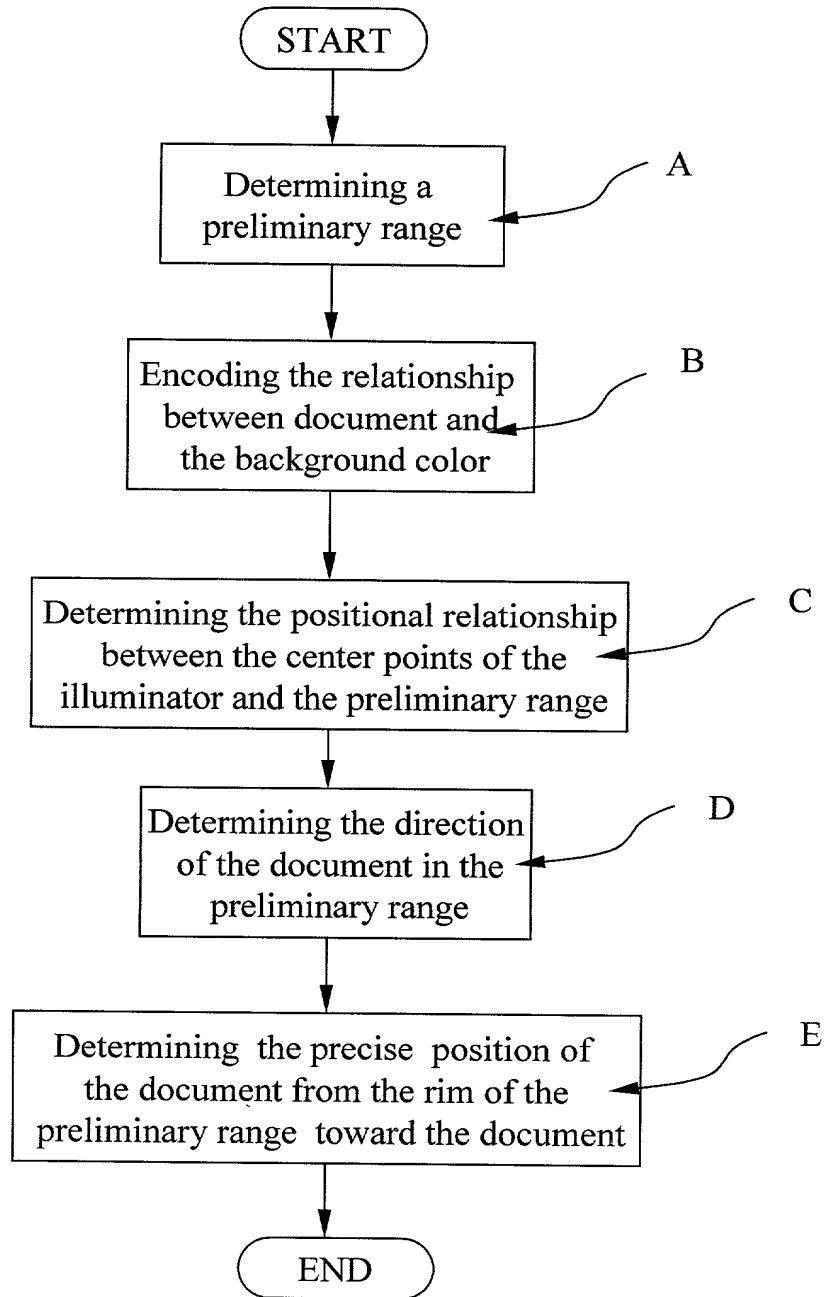 START
Determining a
preliminary range
A
Encoding the relationship
between document and
the background color
B
Determining the positional relationship
between the center points of the
illuminator and the preliminary range
C
Determining the direction
of the document in the
preliminary range
D
Determining the precise position of
the document from the rim of the
preliminary range toward the document
E
END